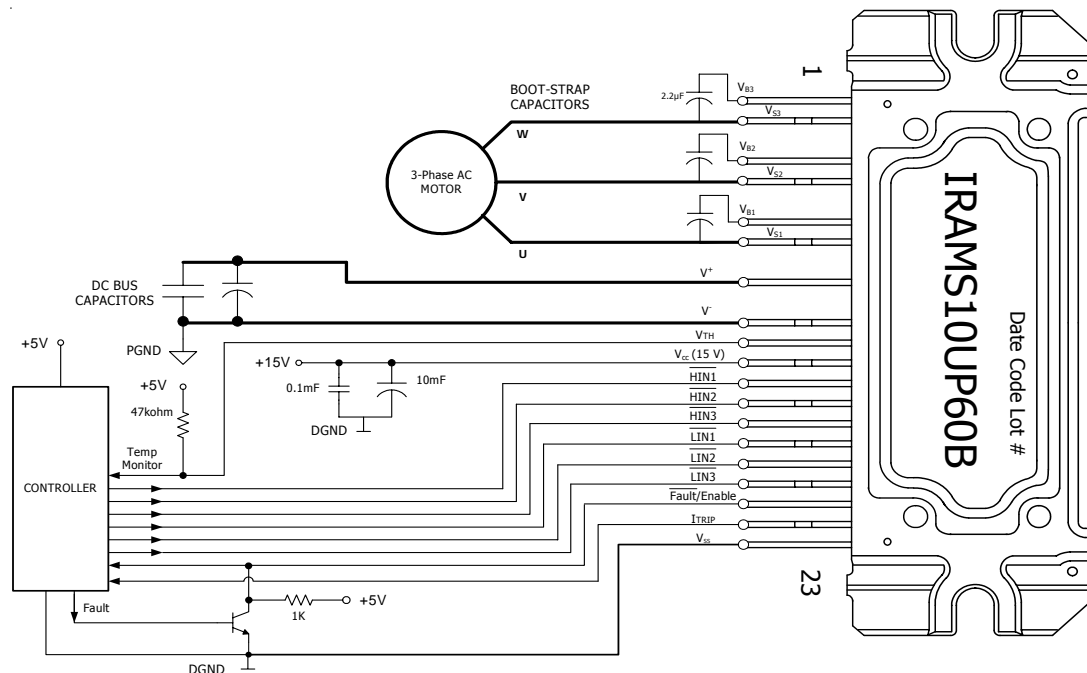 1
BOOT-STRAP
CAPACITORS
2.2µF
VB3
VS3
W
VB2
VS2
3-Phase AC
MOTOR
V
VB1
VS1
U
V+
DC BUS
CAPACITORS
V-
PGND
VTH
+5V
+15V
Vcc (15 V)
+5V
0.1mF
10mF
HIN1
HIN2
47kohm
DGND
HIN3
LIN1
Temp
Monitor
LIN2
CONTROLLER
LIN3
Fault/Enable
ITRIP
Vss
Fault
+5V
1K
DGND
23
IRAMS10UP60B
Date Code Lot #